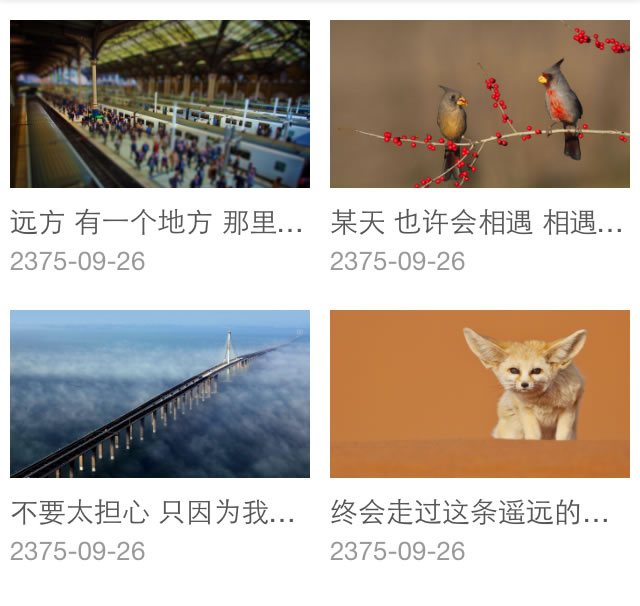 远方 有一个地方 那里...
某天 也许会相遇 相遇...
2375-09-26
2375-09-26
不要太担心 只因为我...
终会走过这条遥远的...
2375-09-26
2375-09-26